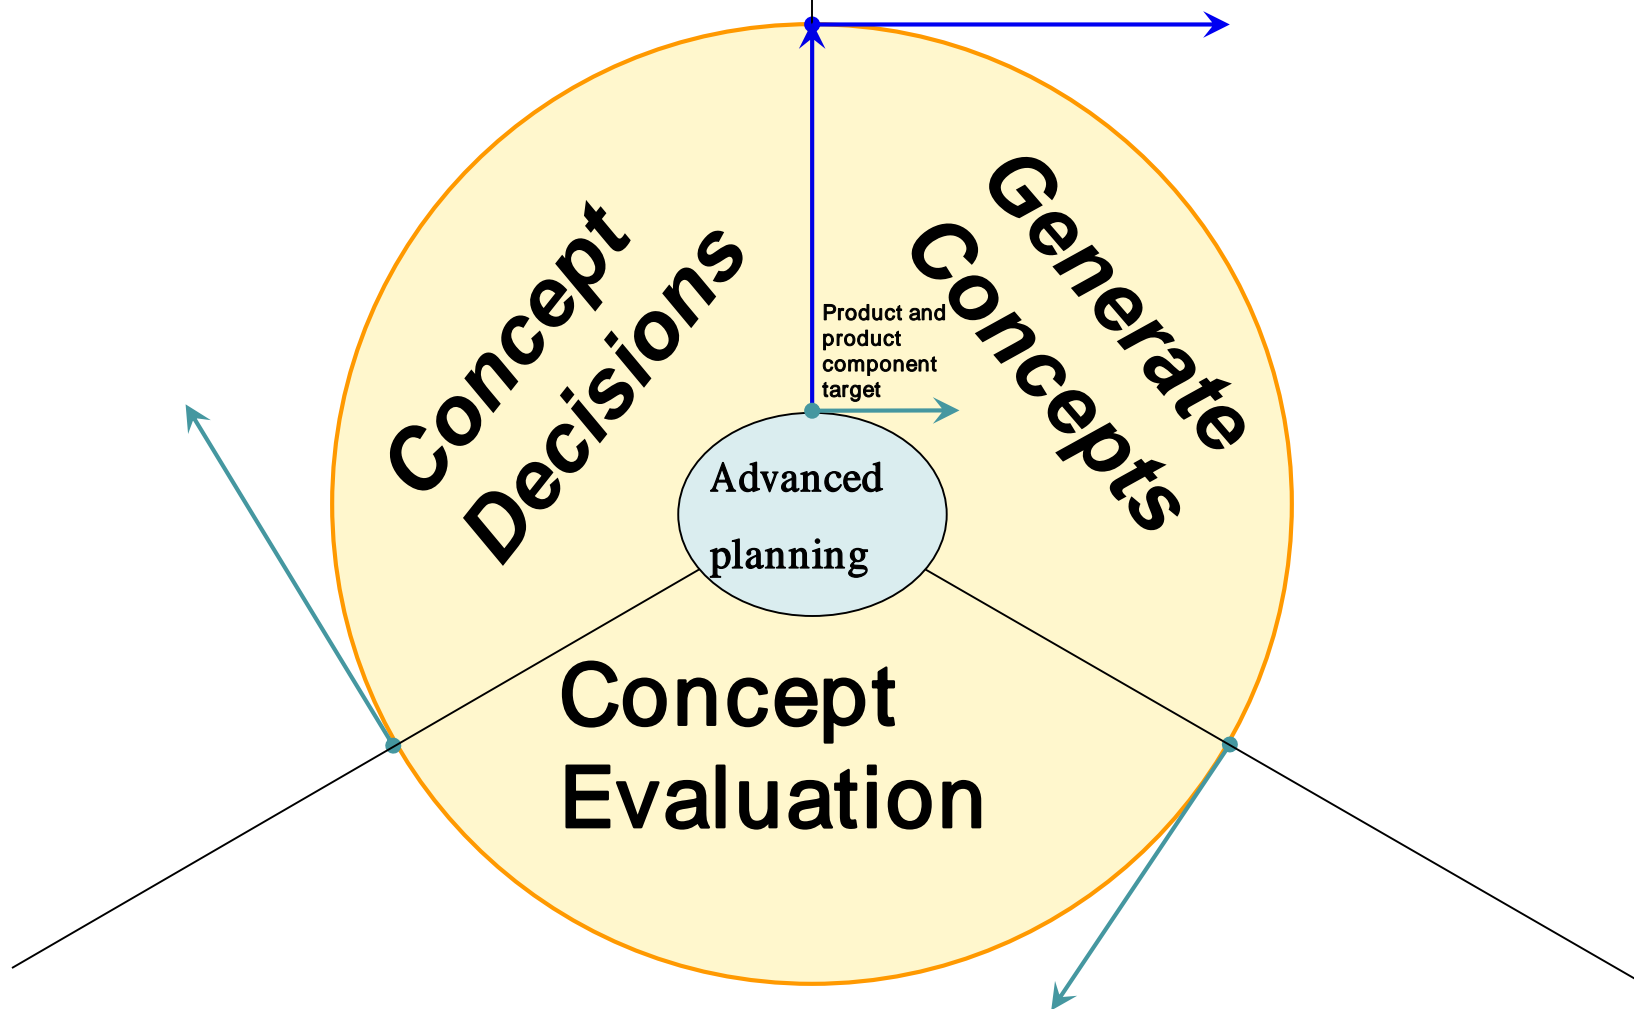 Concept
Decisions
Generate
Concepts
Product and
product
component
target
Advanced
planning
Concept
Evaluation